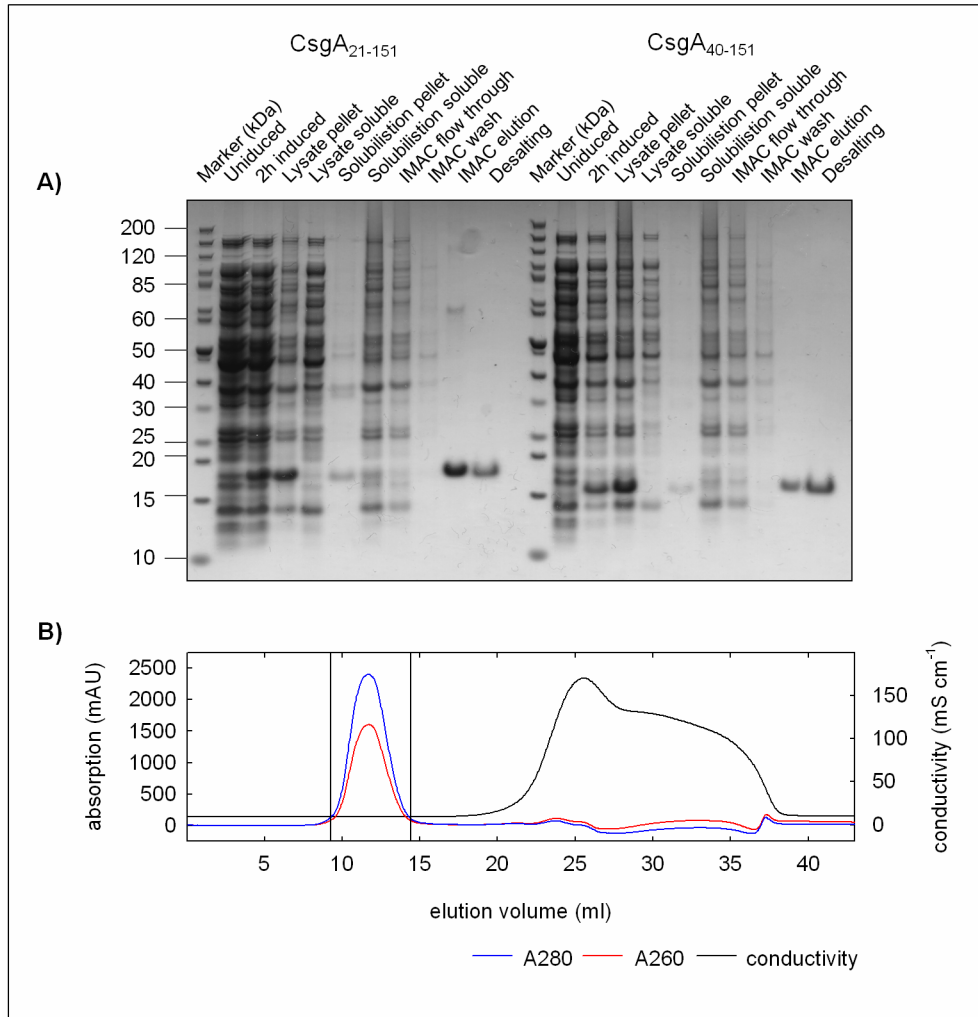 CsgA21-151
CsgA40-151
A)
Marker (kDa)
Uniduced
2h induced
Lysate pellet
Lysate soluble
Solubilistion pellet
Solubilistion soluble
IMAC flow through
IMAC wash
IMAC elution
Desalting
Marker (kDa)
Uniduced
2h induced
Lysate pellet
Lysate soluble
Solubilistion pellet
Solubilistion soluble
IMAC flow through
IMAC wash
IMAC elution
Desalting
200
120
85
60
50
40
30
25
20
15
10
B)
absorption (mAU)
2500
2000
1500
1000
500
0
150
100
50
0
conductivity (mS cm-1)
5 10 15 20 25 30 35 40
elution volume (ml)
A280 A260 conductivity